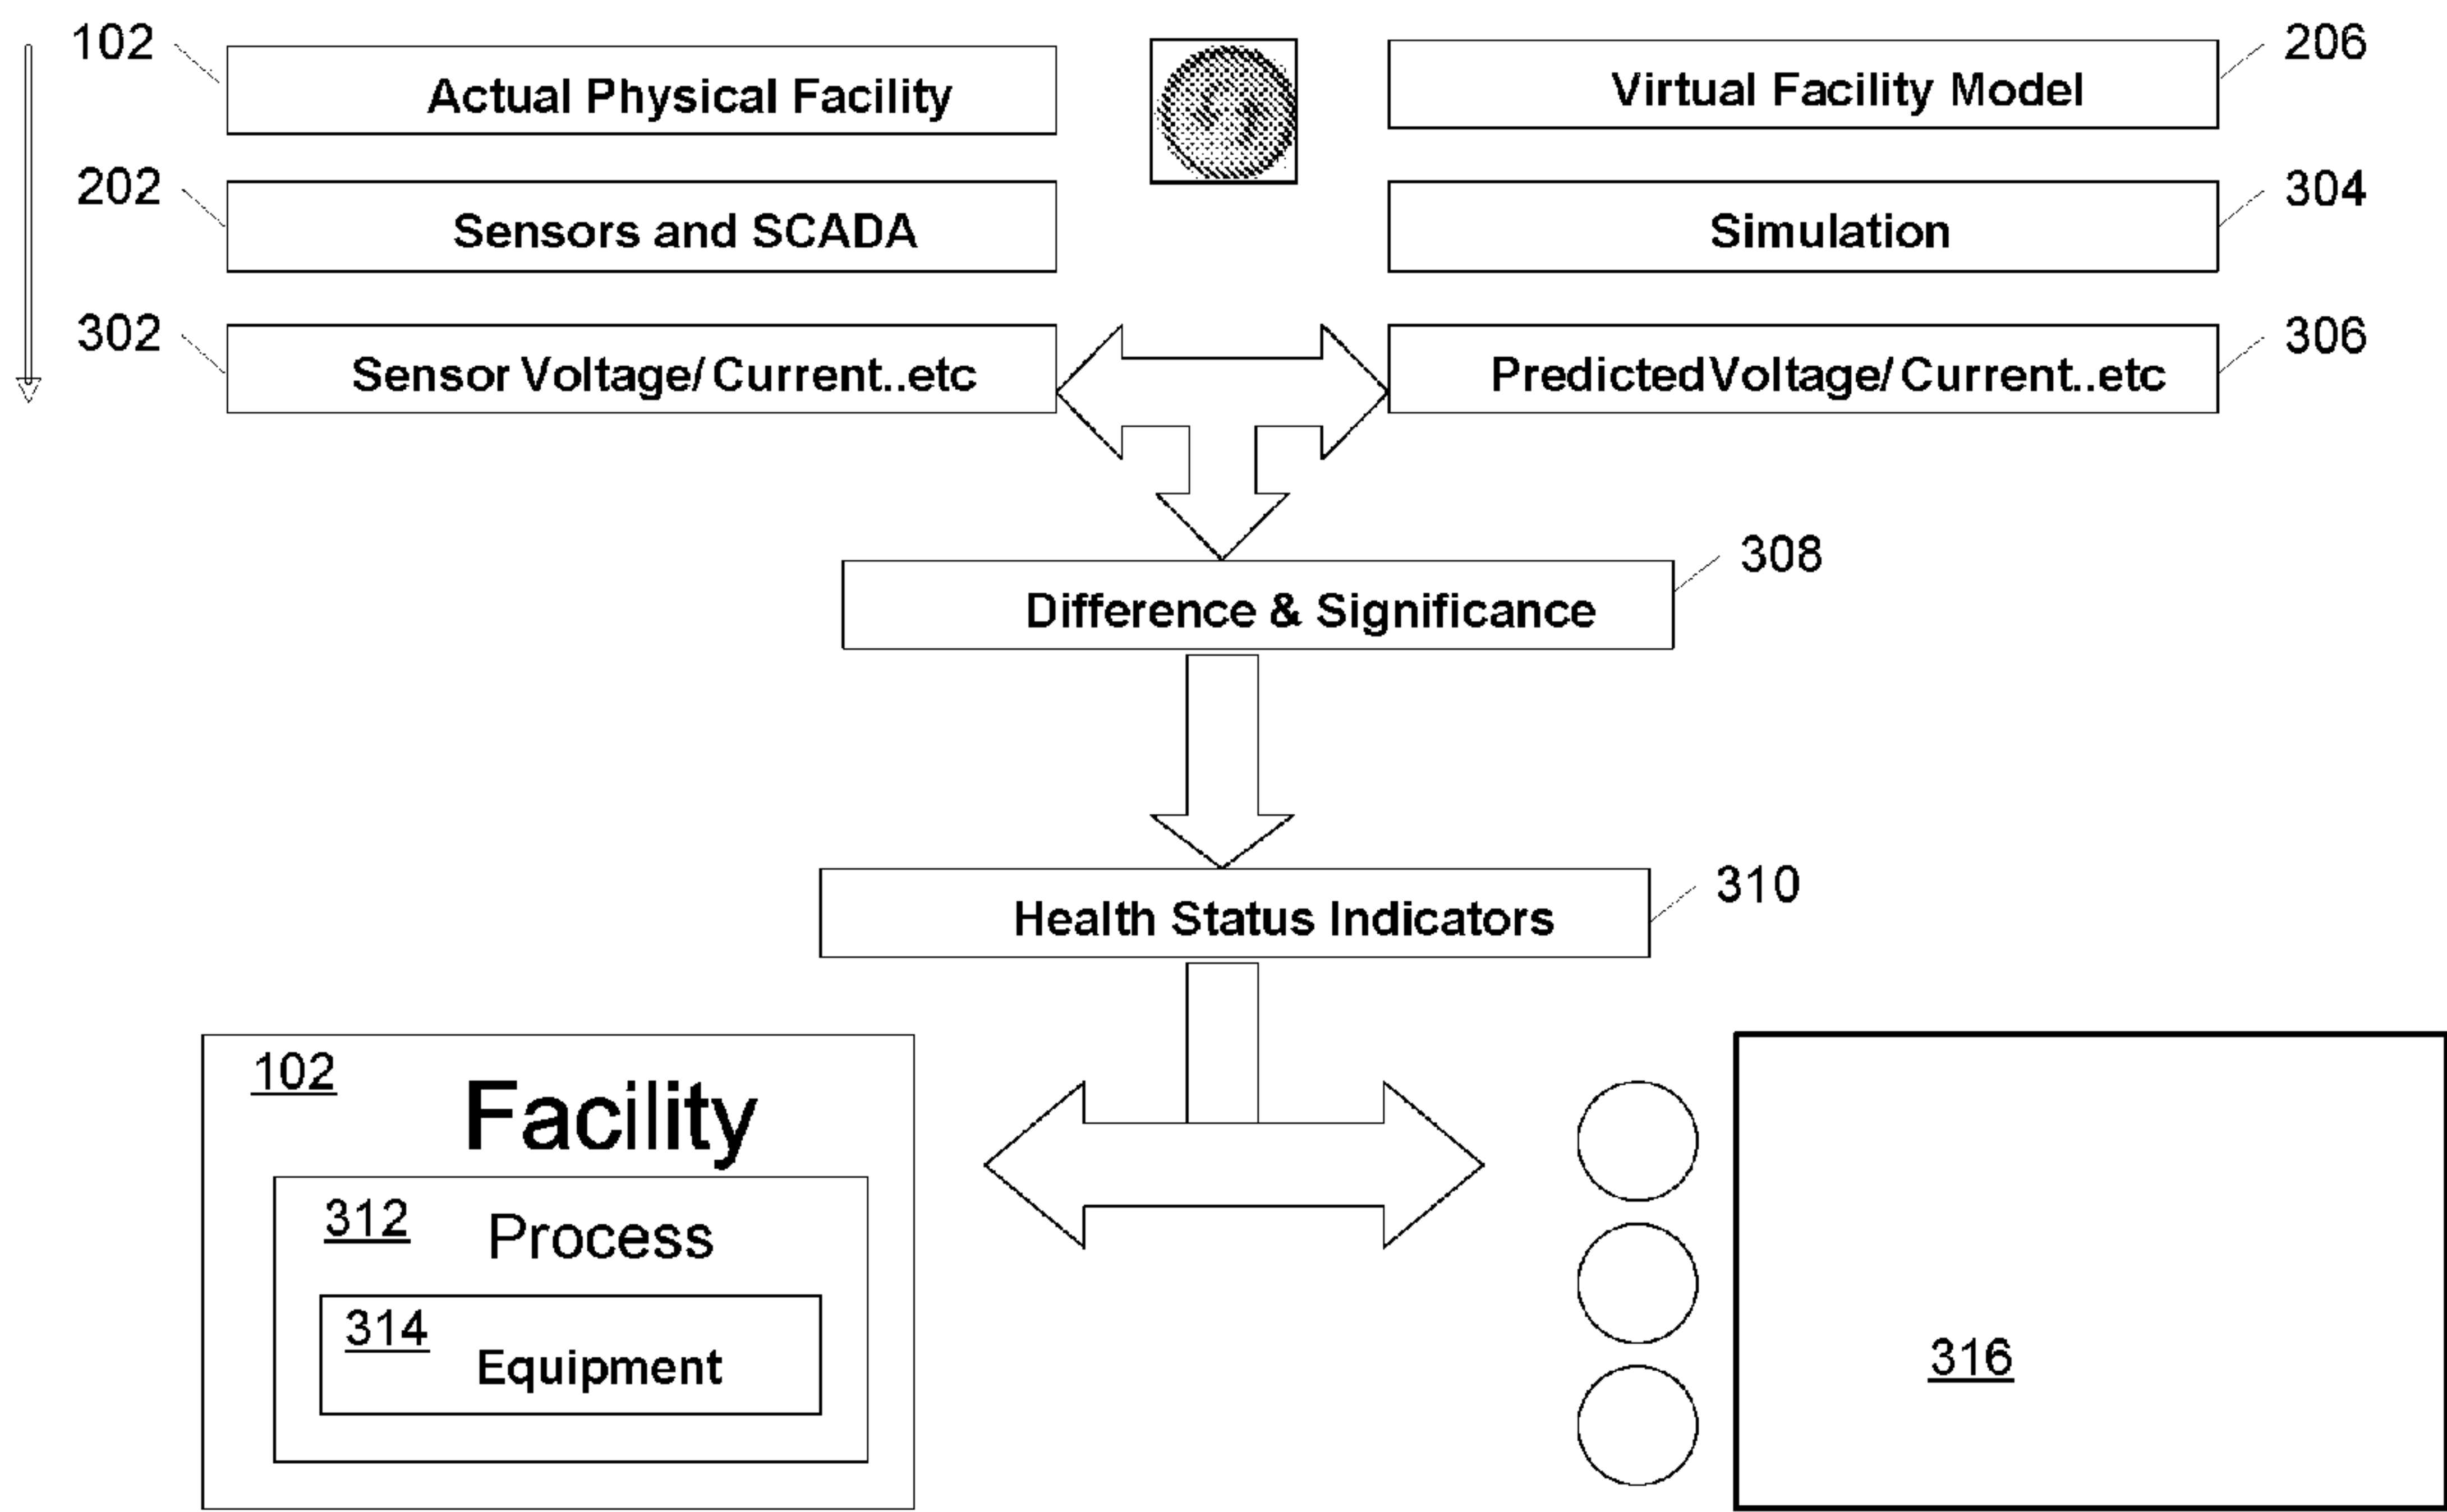 102
Actual Physical Facility
Virtual Facility Model
206
202
Sensors and SCADA
Simulation
304
302
Sensor Voltage/ Current..etc
PredictedVoltage/ Current..etc
306
308
Difference & Significance
310
Health Status Indicators
102
Facility
312
Process
314
Equipment
316